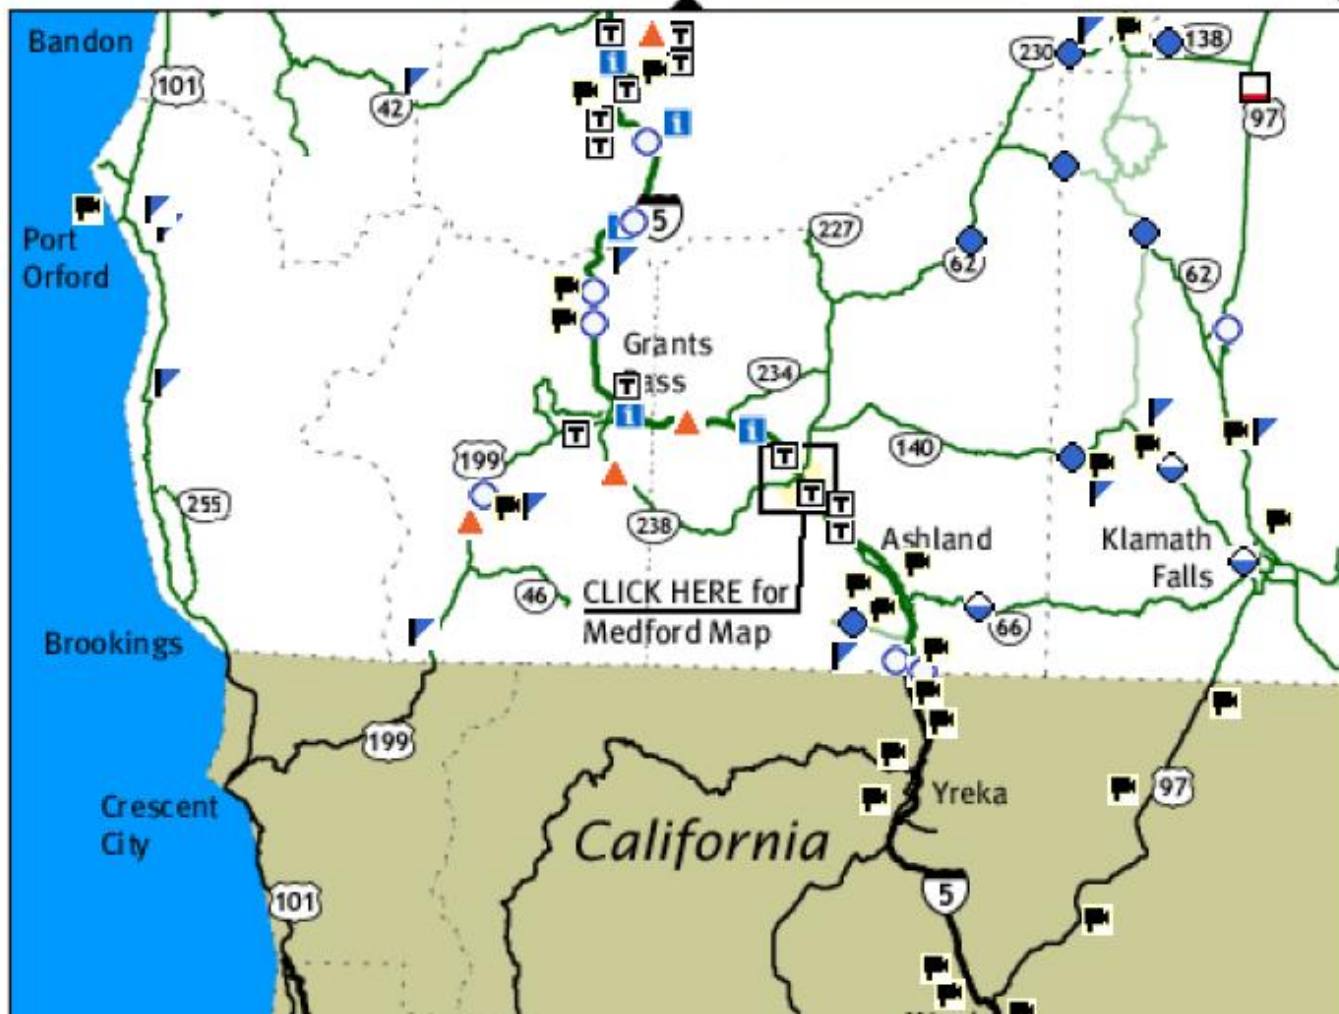 Bandon
101
42
230
138
97
5
Port
Orford
227
62
62
Grants
Pass
234
199
140
255
238
Ashland
Klamath
Falls
46
CLICK HERE for
Medford Map
66
Brookings
199
Crescent
City
Yreka
97
California
101
5
T
T
T
T
T
T
T
T
T
T
T
T
i
i
i
i